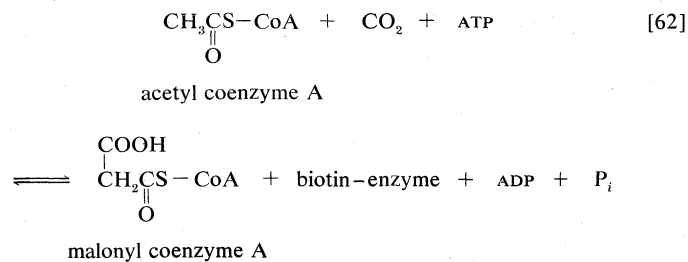 CH₃CS−CoA + CO₂ + ATP [62]
‖
O
acetyl coenzyme A
COOH
|
⇌ CH₂CS − CoA + biotin−enzyme + ADP + Pᵢ
‖
O
malonyl coenzyme A